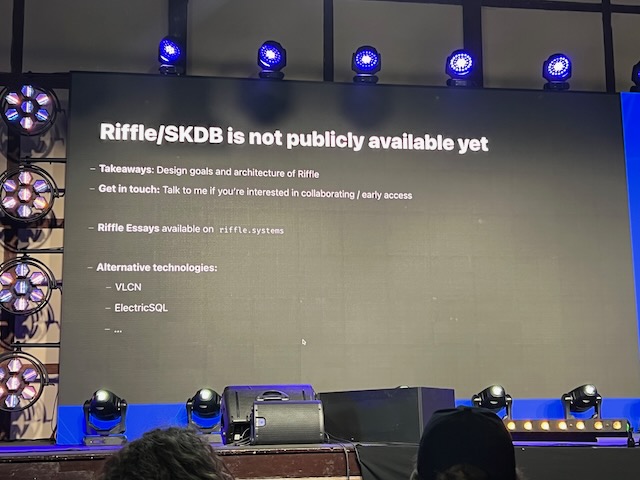 Riffle/SKDB is not publicly available yet
– Takeaways: Design goals and architecture of Riffle
– Get in touch: Talk to me if you're interested in collaborating / early access
– Riffle Essays available on riffle.systems
– Alternative technologies:
– VLCN
– ElectricSQL
– ...